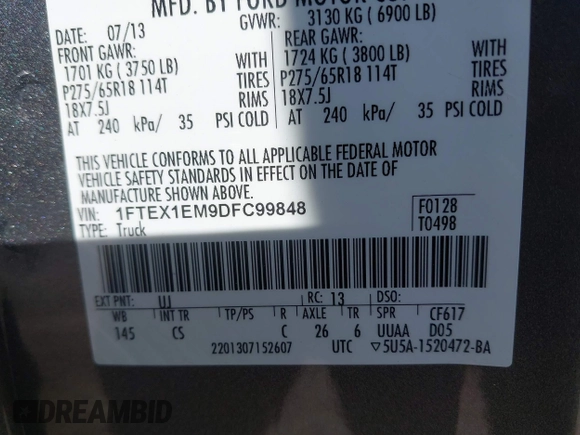 MFD. BY FORD MOTOR CO.
DATE: 07/13 GVWR: 3130 KG ( 6900 LB)
FRONT GAWR: REAR GAWR:
1701 KG ( 3750 LB) WITH 1724 KG ( 3800 LB) WITH
P275/65R18 114T TIRES P275/65R18 114T TIRES
18X7.5J RIMS 18X7.5J RIMS
AT 240 kPa/ 35 PSI COLD AT 240 kPa/ 35 PSI COLD
THIS VEHICLE CONFORMS TO ALL APPLICABLE FEDERAL MOTOR
VEHICLE SAFETY STANDARDS IN EFFECT ON THE DATE OF
MANUFACTURE SHOWN ABOVE.
VIN: 1FTEX1EM9DFC99848 F0128
TYPE: Truck T0498
EXT PNT: UJ RC: 13 DSO:
WB INT TR TP/PS R AXLE TR SPR CF617
145 CS C 26 6 UUAA D05
2201307152607 UTC ▽5U5A-1520472-BA
DREAMBID